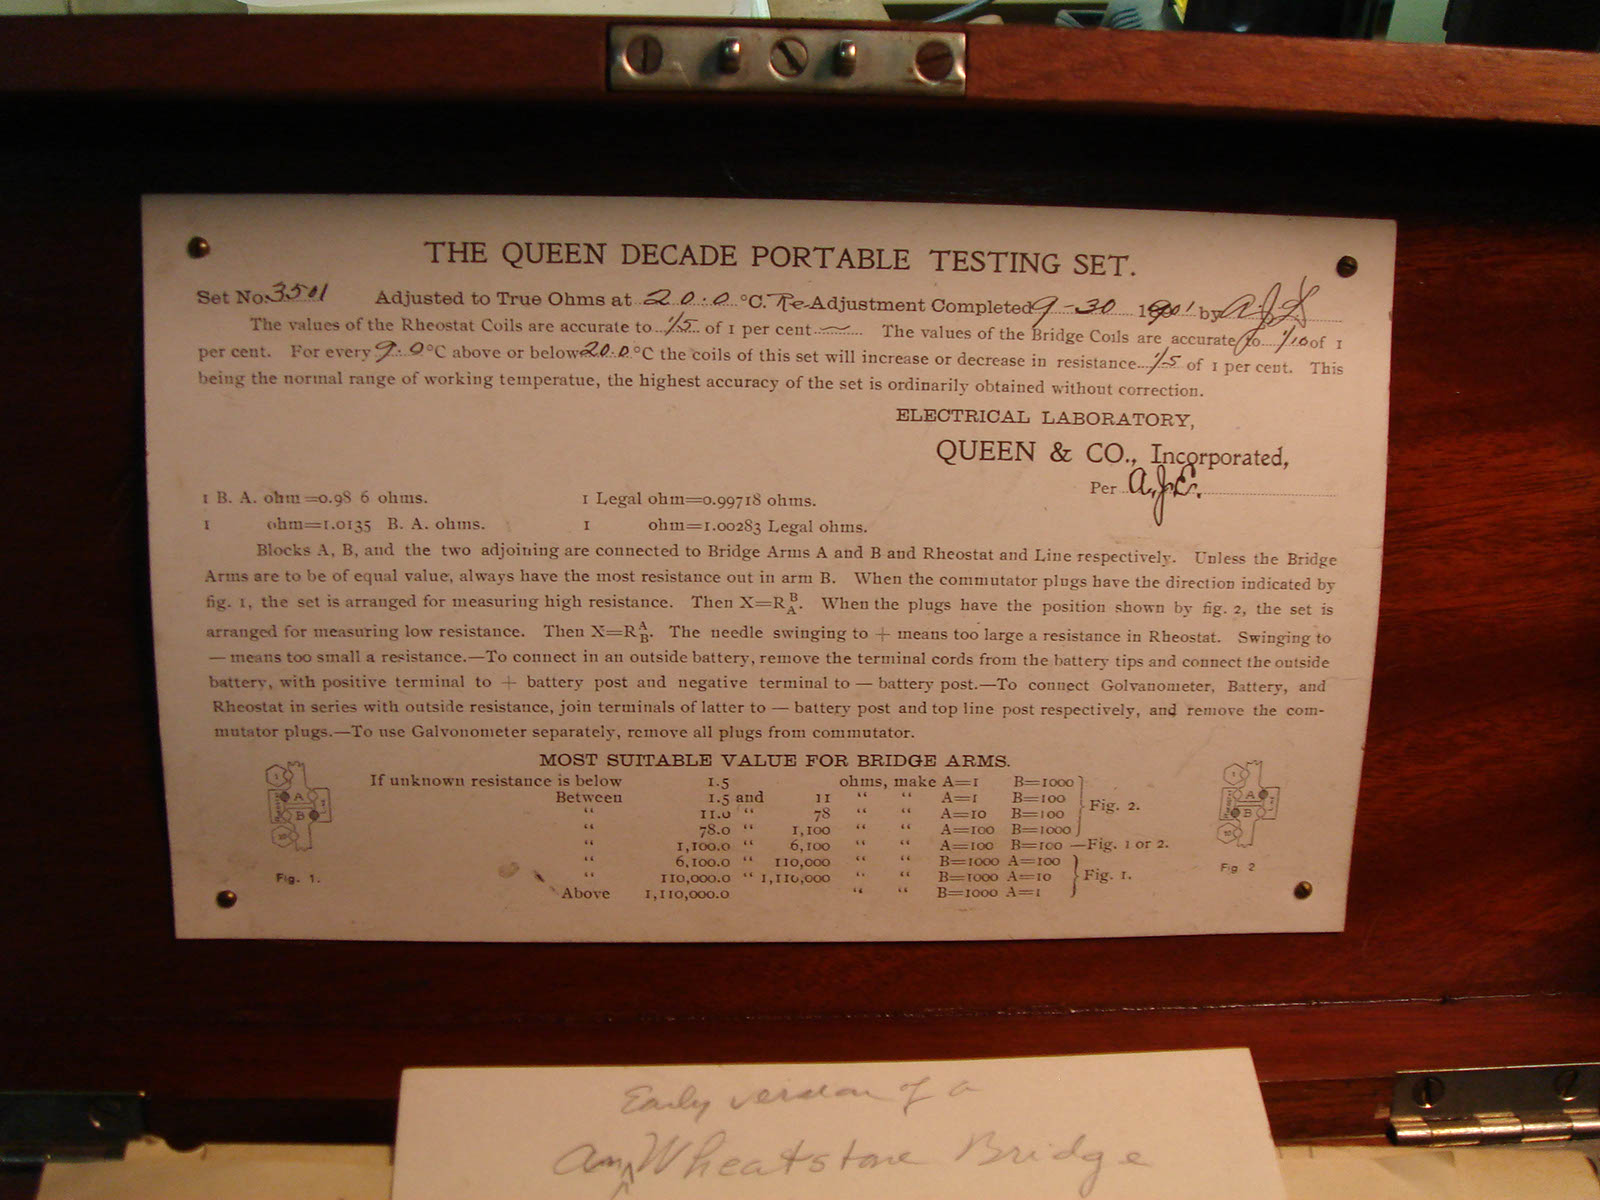 THE QUEEN DECADE PORTABLE TESTING SET.
Set No. 3501 Adjusted to True Ohms at 20.0 °C. Re-Adjustment Completed 9-30 1901 by
The values of the Rheostat Coils are accurate to 1/5 of 1 per cent. The values of the Bridge Coils are accurate to 1/10 of 1
per cent. For every 9.0 °C above or below 20.0 °C the coils of this set will increase or decrease in resistance 1/5 of 1 per cent. This
being the normal range of working temperatue, the highest accuracy of the set is ordinarily obtained without correction.
ELECTRICAL LABORATORY,
QUEEN & CO., Incorporated,
Per A.J.E.
1 B. A. ohm=0.98 6 ohms. 1 Legal ohm=0.99718 ohms.
1 ohm=1.0135 B. A. ohms. 1 ohm=1.00283 Legal ohms.
Blocks A, B, and the two adjoining are connected to Bridge Arms A and B and Rheostat and Line respectively. Unless the Bridge
Arms are to be of equal value, always have the most resistance out in arm B. When the commutator plugs have the direction indicated by
fig. 1, the set is arranged for measuring high resistance. Then X=R B/A. When the plugs have the position shown by fig. 2, the set is
arranged for measuring low resistance. Then X=R A/B. The needle swinging to + means too large a resistance in Rheostat. Swinging to
— means too small a resistance.—To connect in an outside battery, remove the terminal cords from the battery tips and connect the outside
battery, with positive terminal to + battery post and negative terminal to — battery post.—To connect Golvanometer, Battery, and
Rheostat in series with outside resistance, join terminals of latter to — battery post and top line post respectively, and remove the com-
mutator plugs.—To use Galvonometer separately, remove all plugs from commutator.
MOST SUITABLE VALUE FOR BRIDGE ARMS.
If unknown resistance is below 1.5 ohms, make A=1 B=1000
Between 1.5 and 11 " " A=1 B=100
" 11.0 " 78 " " A=10 B=100
" 78.0 " 1,100 " " A=100 B=1000
Fig. 2.
" 1,100.0 " 6,100 " " A=100 B=100 —Fig. 1 or 2.
" 6,100.0 " 110,000 " " B=1000 A=100
" 110,000.0 " 1,110,000 " " B=1000 A=10
Above 1,110,000.0 " " B=1000 A=1
Fig. 1.
A
B
Fig. 1.
A
B
Fig 2
Early version of a
Wheatstone Bridge